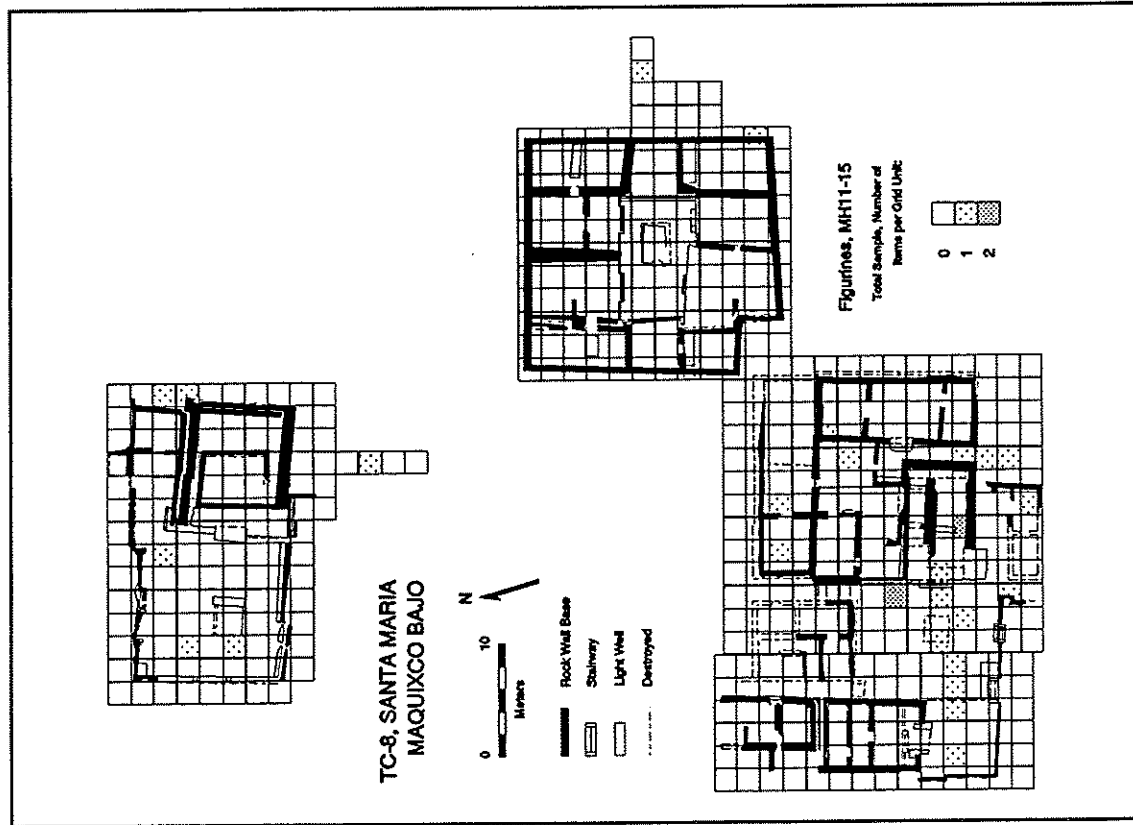 TC-8, SANTA MARIA
MAQUIXCO BAJO
N
0 10
Meters
Rock Wall Base
Stairway
Light Well
Destroyed
Figurines, MH11-15
Total Sample, Number of
Items per Grid Unit:
0
1
2